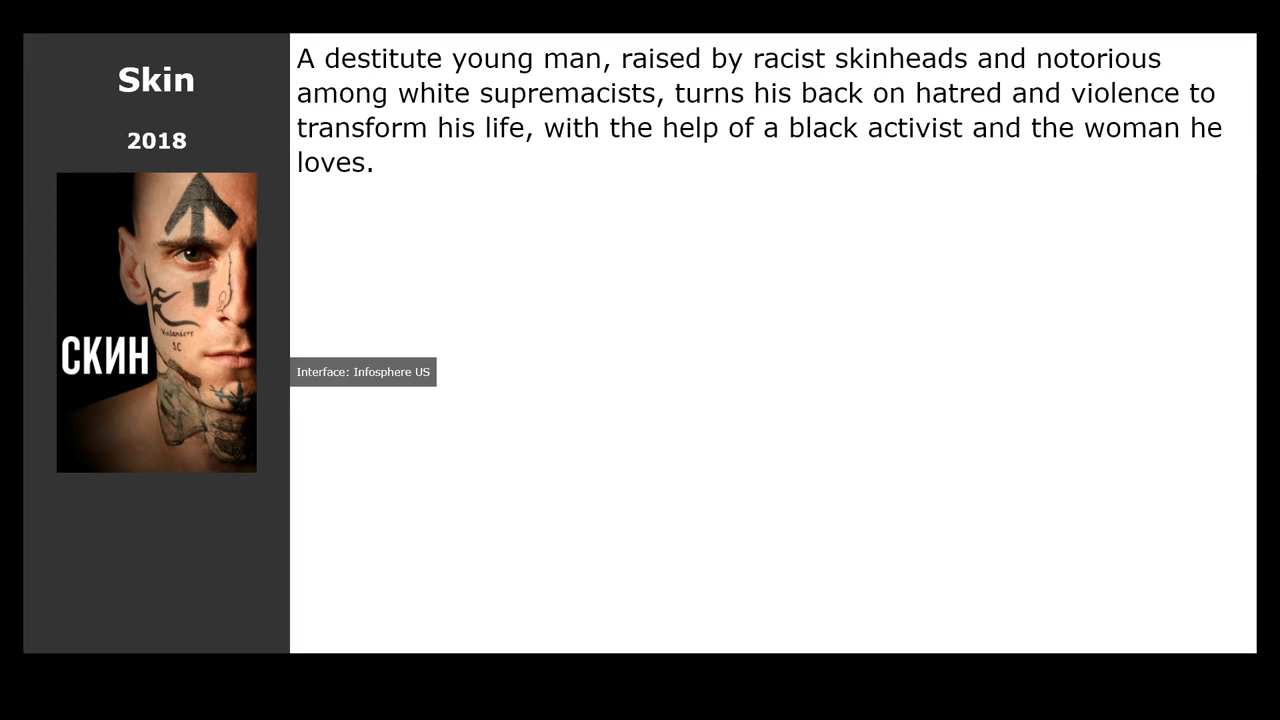 Skin
2018
СКИН
A destitute young man, raised by racist skinheads and notorious
among white supremacists, turns his back on hatred and violence to
transform his life, with the help of a black activist and the woman he
loves.
Interface: Infosphere US